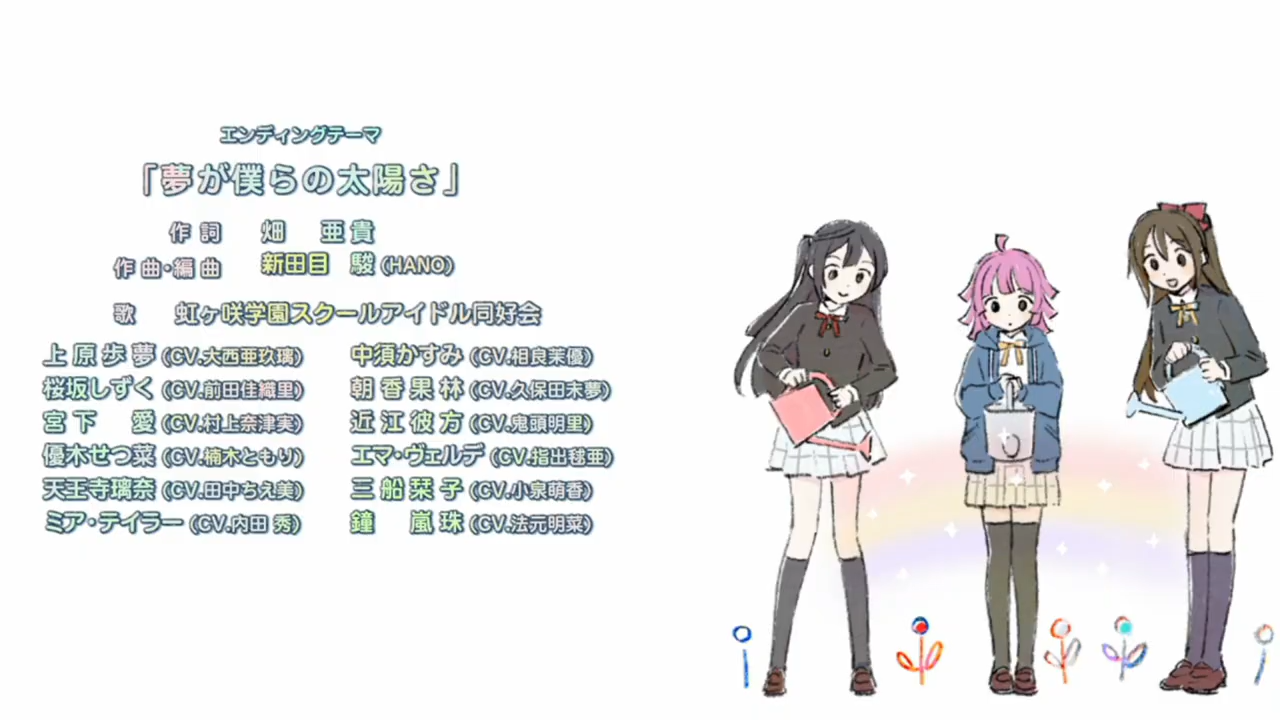 エンディングテーマ
「夢が僕らの太陽さ」
作詞 畑 亜貴
作曲・編曲 新田目 駿 (HANO)
歌 虹ヶ咲学園スクールアイドル同好会
上原歩夢 (CV.大西亜玖璃) 中須かすみ (CV.相良茉優)
桜坂しずく (CV.前田佳織里) 朝香果林 (CV.久保田未夢)
宮下 愛 (CV.村上奈津実) 近江彼方 (CV.鬼頭明里)
優木せつ菜 (CV.楠木ともり) エマ・ヴェルデ (CV.指出毬亜)
天王寺璃奈 (CV.田中ちえ美) 三船栞子 (CV.小泉萌香)
ミア・テイラー (CV.内田 秀) 鐘 嵐珠 (CV.法元明菜)